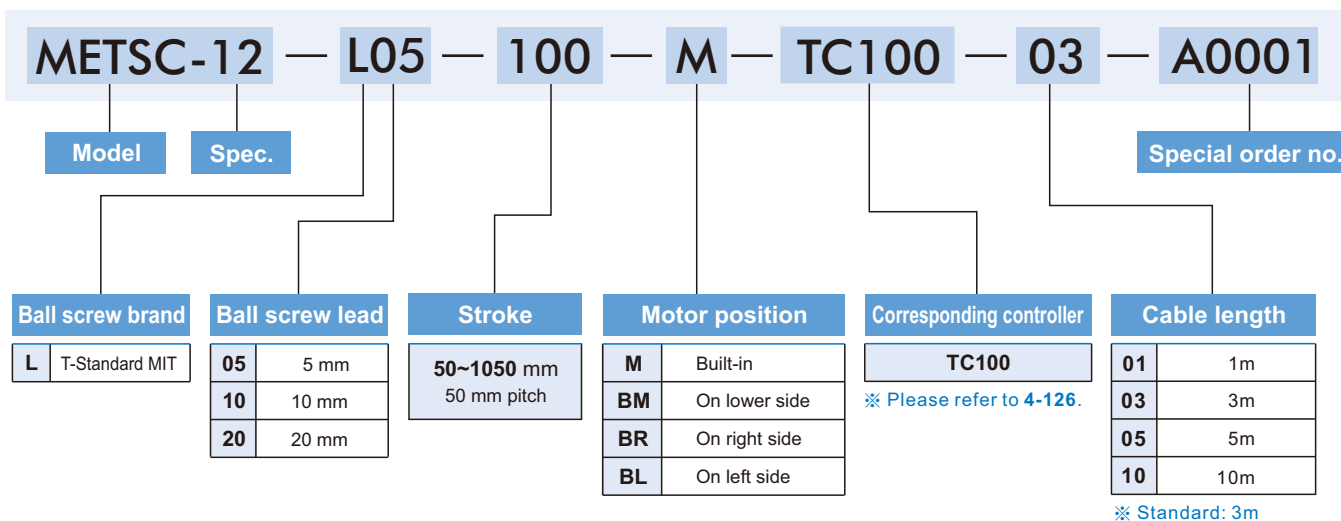 METSC-12 — L05 — 100 — M — TC100 — 03 — A0001
Model
Spec.
Special order no.
Ball screw brand
L T-Standard MIT
Ball screw lead
05 5 mm
10 10 mm
20 20 mm
Stroke
50~1050 mm
50 mm pitch
Motor position
M Built-in
BM On lower side
BR On right side
BL On left side
Corresponding controller
TC100
※ Please refer to 4-126.
Cable length
01 1m
03 3m
05 5m
10 10m
※ Standard: 3m